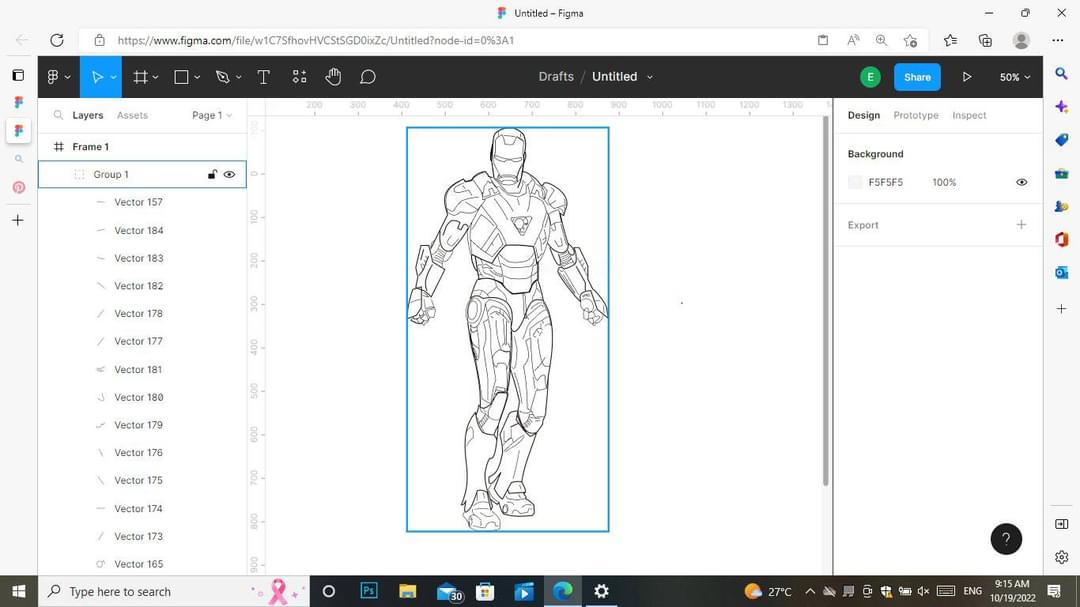 Untitled – Figma
https://www.figma.com/file/w1C7SfhovHVCStSGD0ixZc/Untitled?node-id=0%3A1
Drafts / Untitled
E
Share
50%
Layers Assets Page 1
200 300 400 500 600 700 800 900 1000 1100 1200 1300
Design Prototype Inspect
Frame 1
Background
Group 1
F5F5F5 100%
Vector 157
Vector 184
Export
Vector 183
Vector 182
Vector 178
Vector 177
Vector 181
Vector 180
Vector 179
Vector 176
Vector 175
Vector 174
Vector 173
Vector 165
100
0
100
200
300
400
500
600
700
800
900
?
Type here to search
Ps
30
27°C
ENG
9:15 AM
10/19/2022